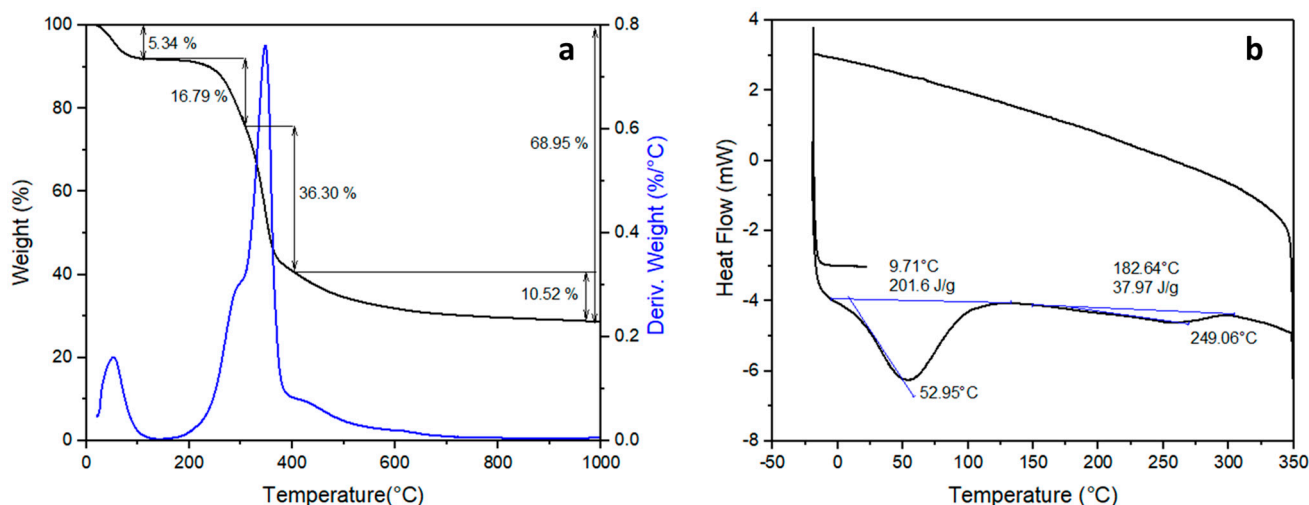 a
100
80
60
40
20
0
Weight (%)
5.34 %
16.79 %
36.30 %
68.95 %
10.52 %
0.8
0.6
0.4
0.2
0.0
Deriv. Weight (%/°C)
0
200
400
600
800
1000
Temperature(°C)
b
4
2
0
-2
-4
-6
-8
Heat Flow (mW)
9.71°C
201.6 J/g
182.64°C
37.97 J/g
249.06°C
52.95°C
-50
0
50
100
150
200
250
300
350
Temperature (°C)